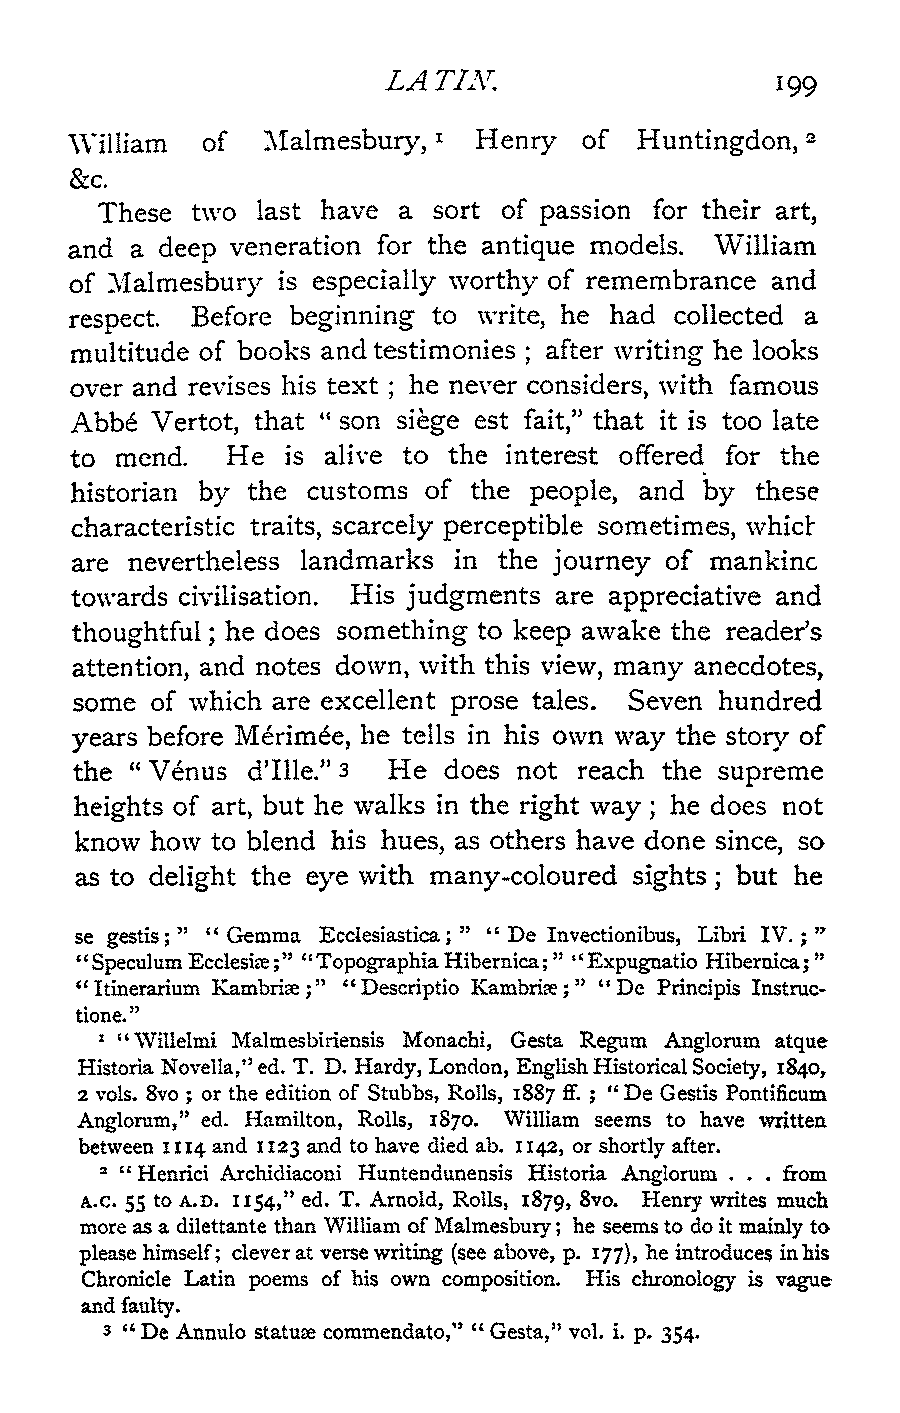 LATIN. 199
William of Malmesbury,¹ Henry of Huntingdon,²
&c.
These two last have a sort of passion for their art,
and a deep veneration for the antique models. William
of Malmesbury is especially worthy of remembrance and
respect. Before beginning to write, he had collected a
multitude of books and testimonies ; after writing he looks
over and revises his text ; he never considers, with famous
Abbé Vertot, that “ son siège est fait,” that it is too late
to mend. He is alive to the interest offered for the
historian by the customs of the people, and by these
characteristic traits, scarcely perceptible sometimes, which
are nevertheless landmarks in the journey of mankind
towards civilisation. His judgments are appreciative and
thoughtful ; he does something to keep awake the reader’s
attention, and notes down, with this view, many anecdotes,
some of which are excellent prose tales. Seven hundred
years before Mérimée, he tells in his own way the story of
the “ Vénus d’Ille.” ³ He does not reach the supreme
heights of art, but he walks in the right way ; he does not
know how to blend his hues, as others have done since, so
as to delight the eye with many-coloured sights ; but he
se gestis ; ” “ Gemma Ecclesiastica ; ” “ De Invectionibus, Libri IV. ; ”
“ Speculum Ecclesiæ ;” “Topographia Hibernica ; ” “Expugnatio Hibernica ; ”
“ Itinerarium Kambriæ ; ” “ Descriptio Kambriæ ; ” “ De Principis Instruc-
tione.”
¹ “ Willelmi Malmesbiriensis Monachi, Gesta Regum Anglorum atque
Historia Novella,” ed. T. D. Hardy, London, English Historical Society, 1840,
2 vols. 8vo ; or the edition of Stubbs, Rolls, 1887 ff. ; “ De Gestis Pontificum
Anglorum,” ed. Hamilton, Rolls, 1870. William seems to have written
between 1114 and 1123 and to have died ab. 1142, or shortly after.
² “ Henrici Archidiaconi Huntendunensis Historia Anglorum . . . from
A.C. 55 to A.D. 1154,” ed. T. Arnold, Rolls, 1879, 8vo. Henry writes much
more as a dilettante than William of Malmesbury ; he seems to do it mainly to
please himself ; clever at verse writing (see above, p. 177), he introduces in his
Chronicle Latin poems of his own composition. His chronology is vague
and faulty.
³ “ De Annulo statuæ commendato,” “ Gesta,” vol. i. p. 354.